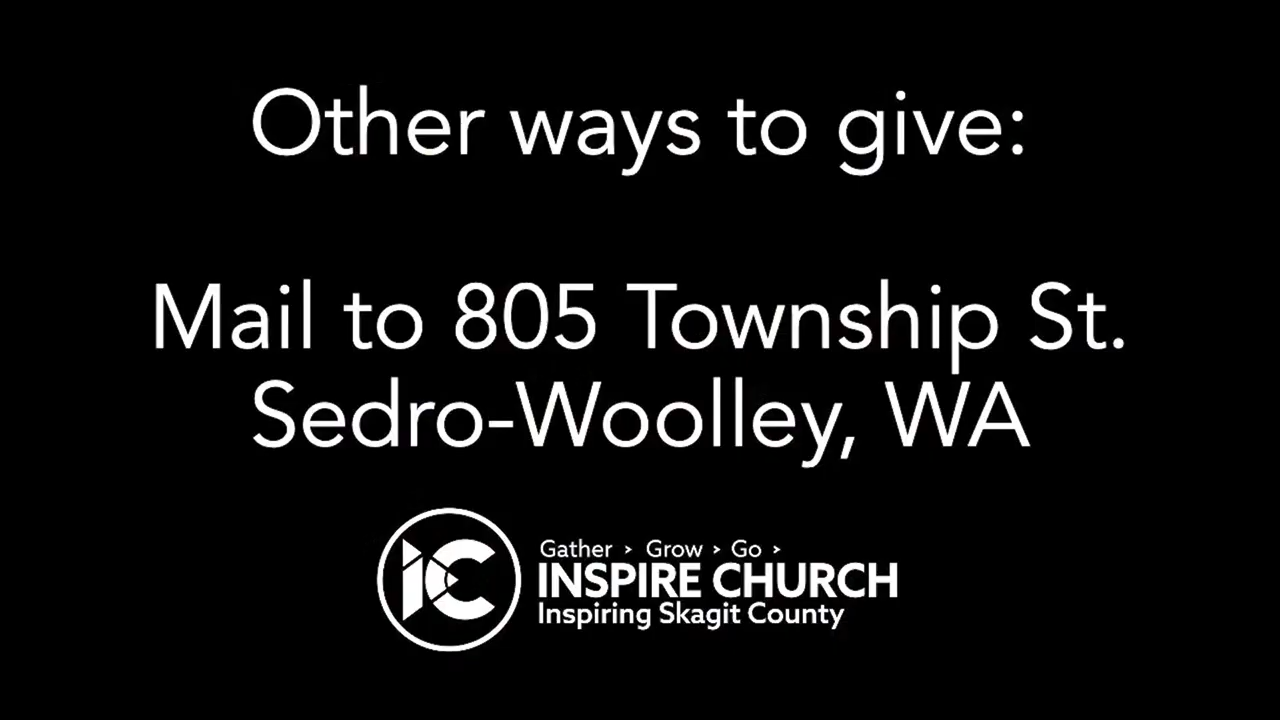 Other ways to give:
Mail to 805 Township St.
Sedro-Woolley, WA
IC
Gather > Grow > Go >
INSPIRE CHURCH
Inspiring Skagit County